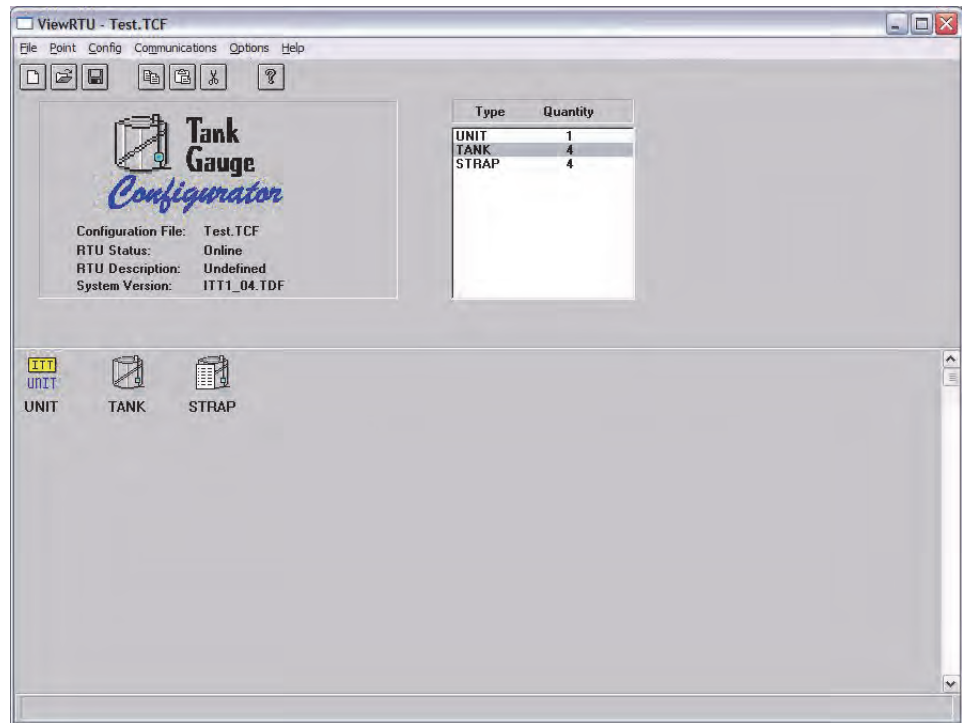 ViewRTU - Test.TCF
File Point Config Communications Options Help
Tank
Gauge
Configurator
Configuration File: Test.TCF
RTU Status: Online
RTU Description: Undefined
System Version: ITT1_04.TDF
Type Quantity
UNIT 1
TANK 4
STRAP 4
ITT
UNIT
UNIT TANK STRAP